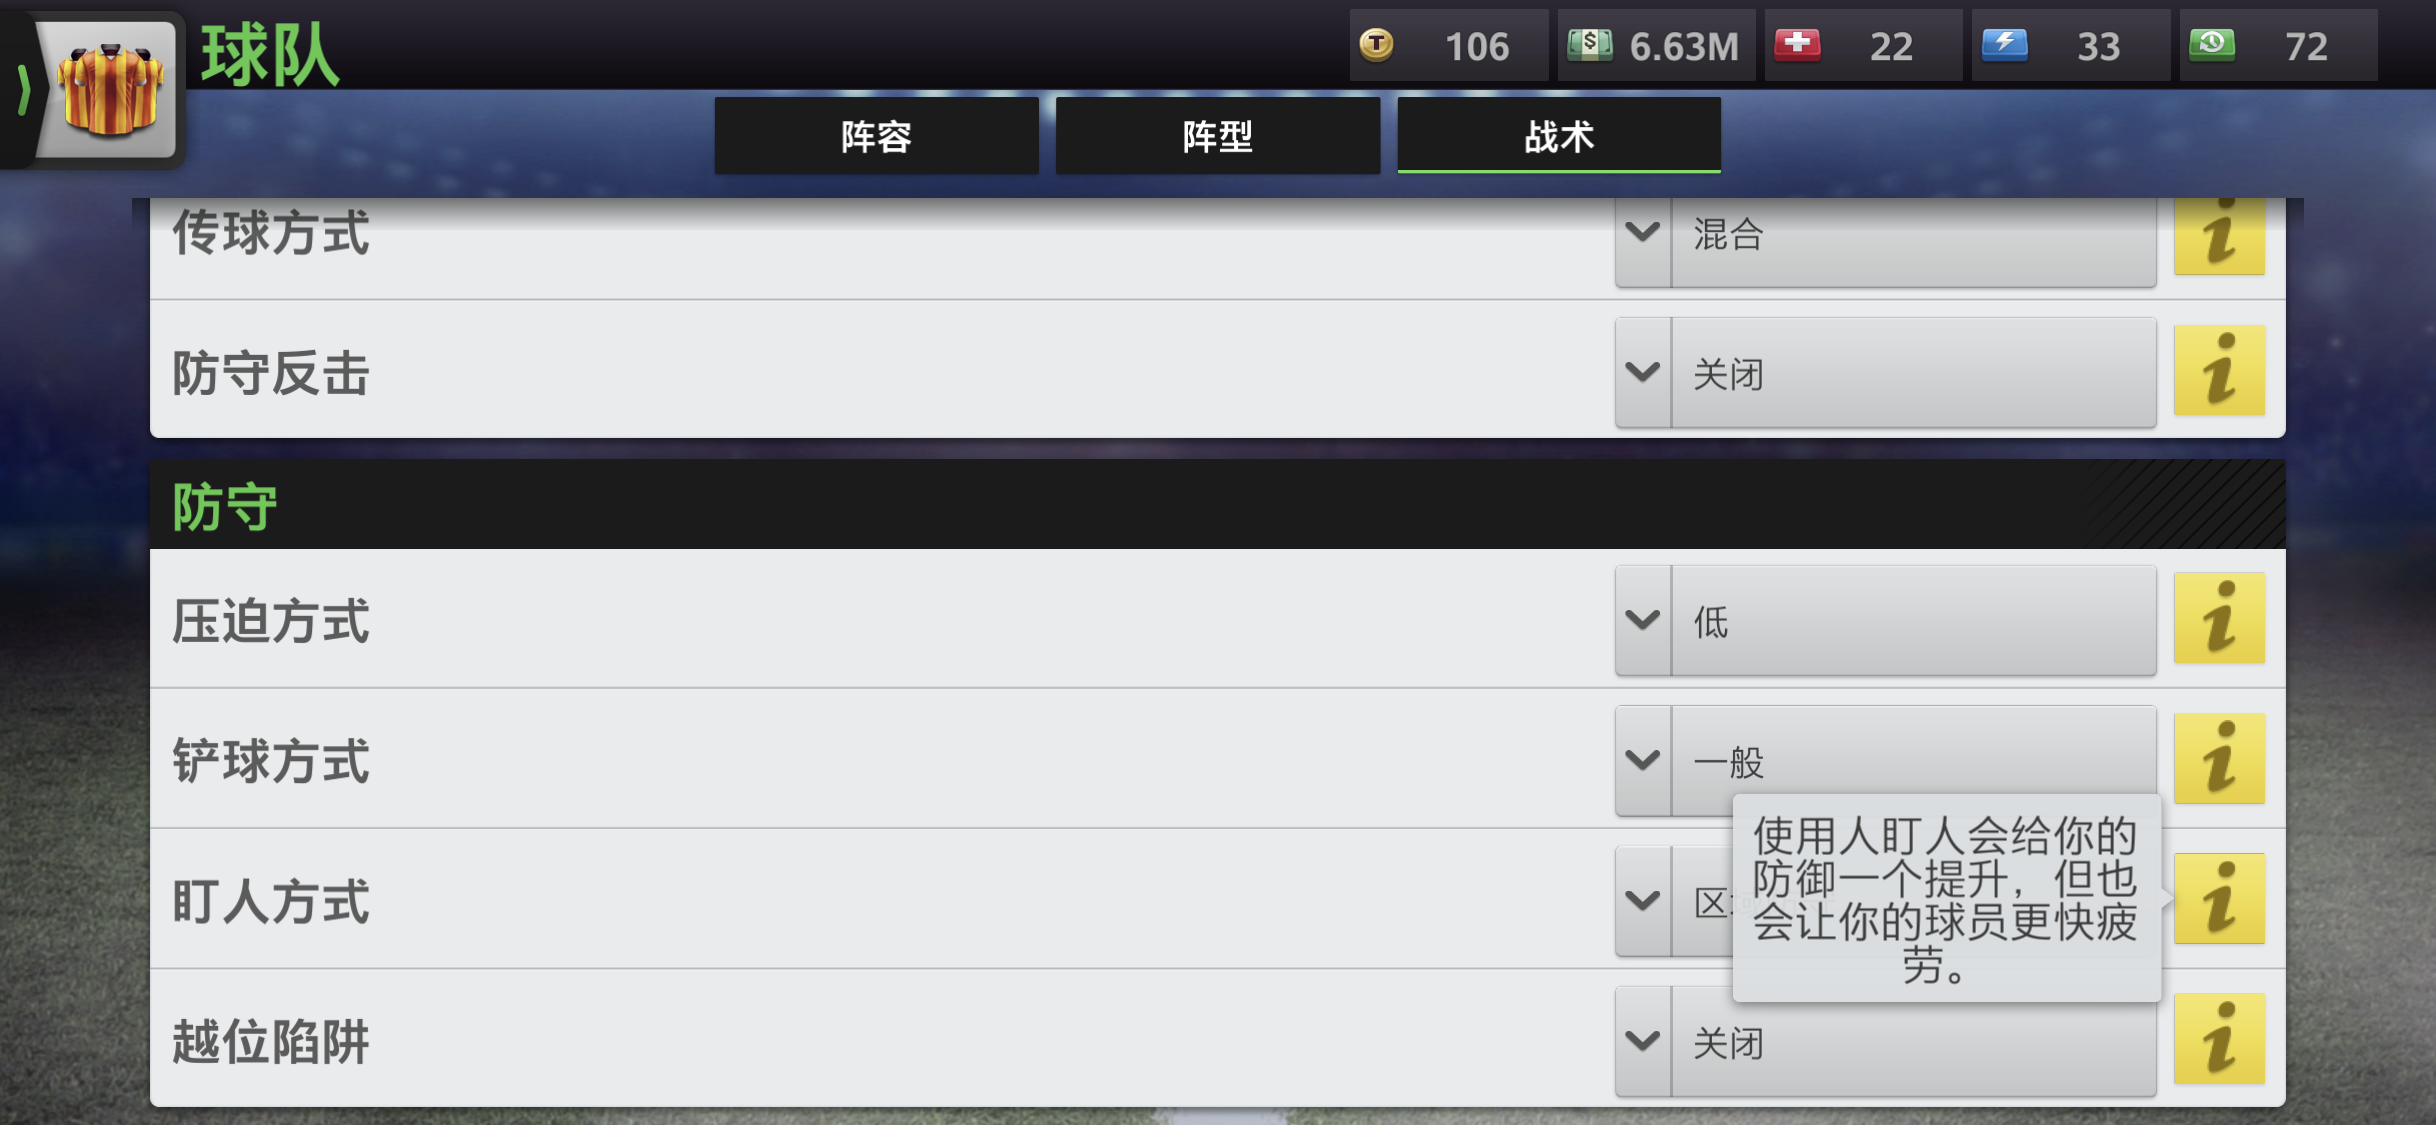 球队
106
6.63M
22
33
72
阵容
阵型
战术
传球方式
混合
防守反击
关闭
防守
压迫方式
低
铲球方式
一般
盯人方式
区
使用人盯人会给你的
防御一个提升，但也
会让你的球员更快疲
劳。
越位陷阱
关闭